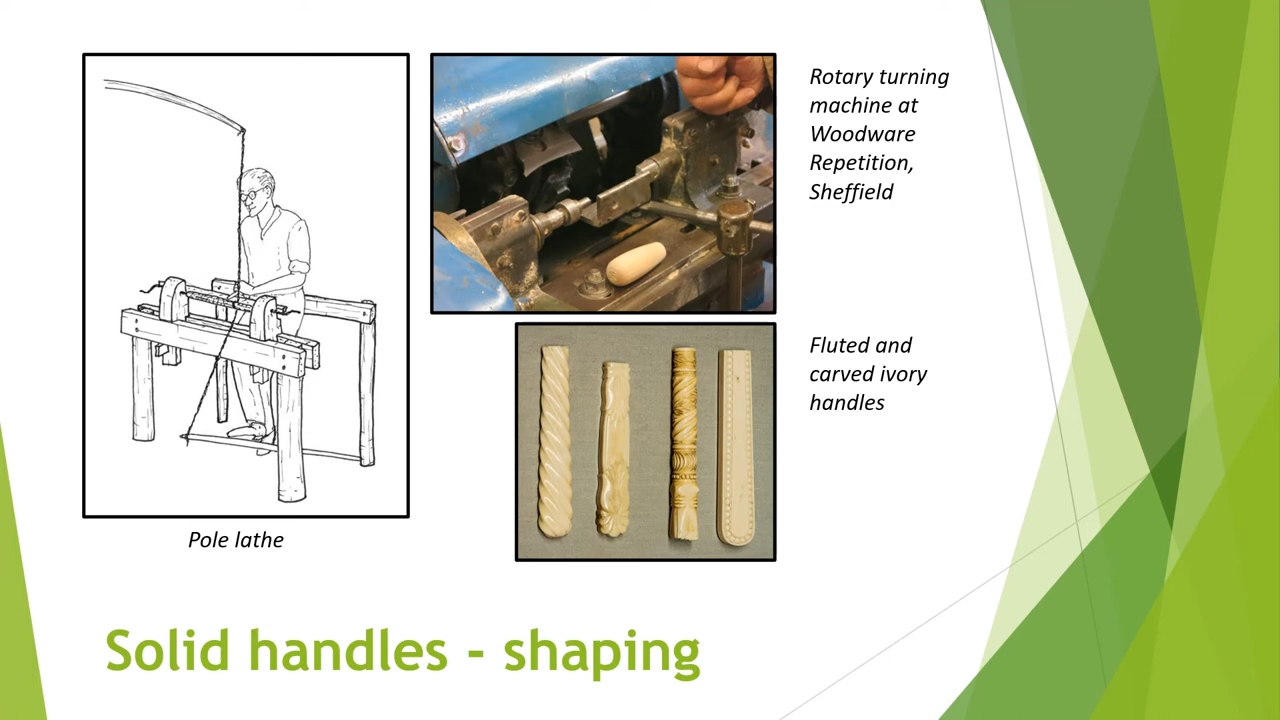 Rotary turning
machine at
Woodware
Repetition,
Sheffield
Fluted and
carved ivory
handles
Pole lathe
Solid handles - shaping